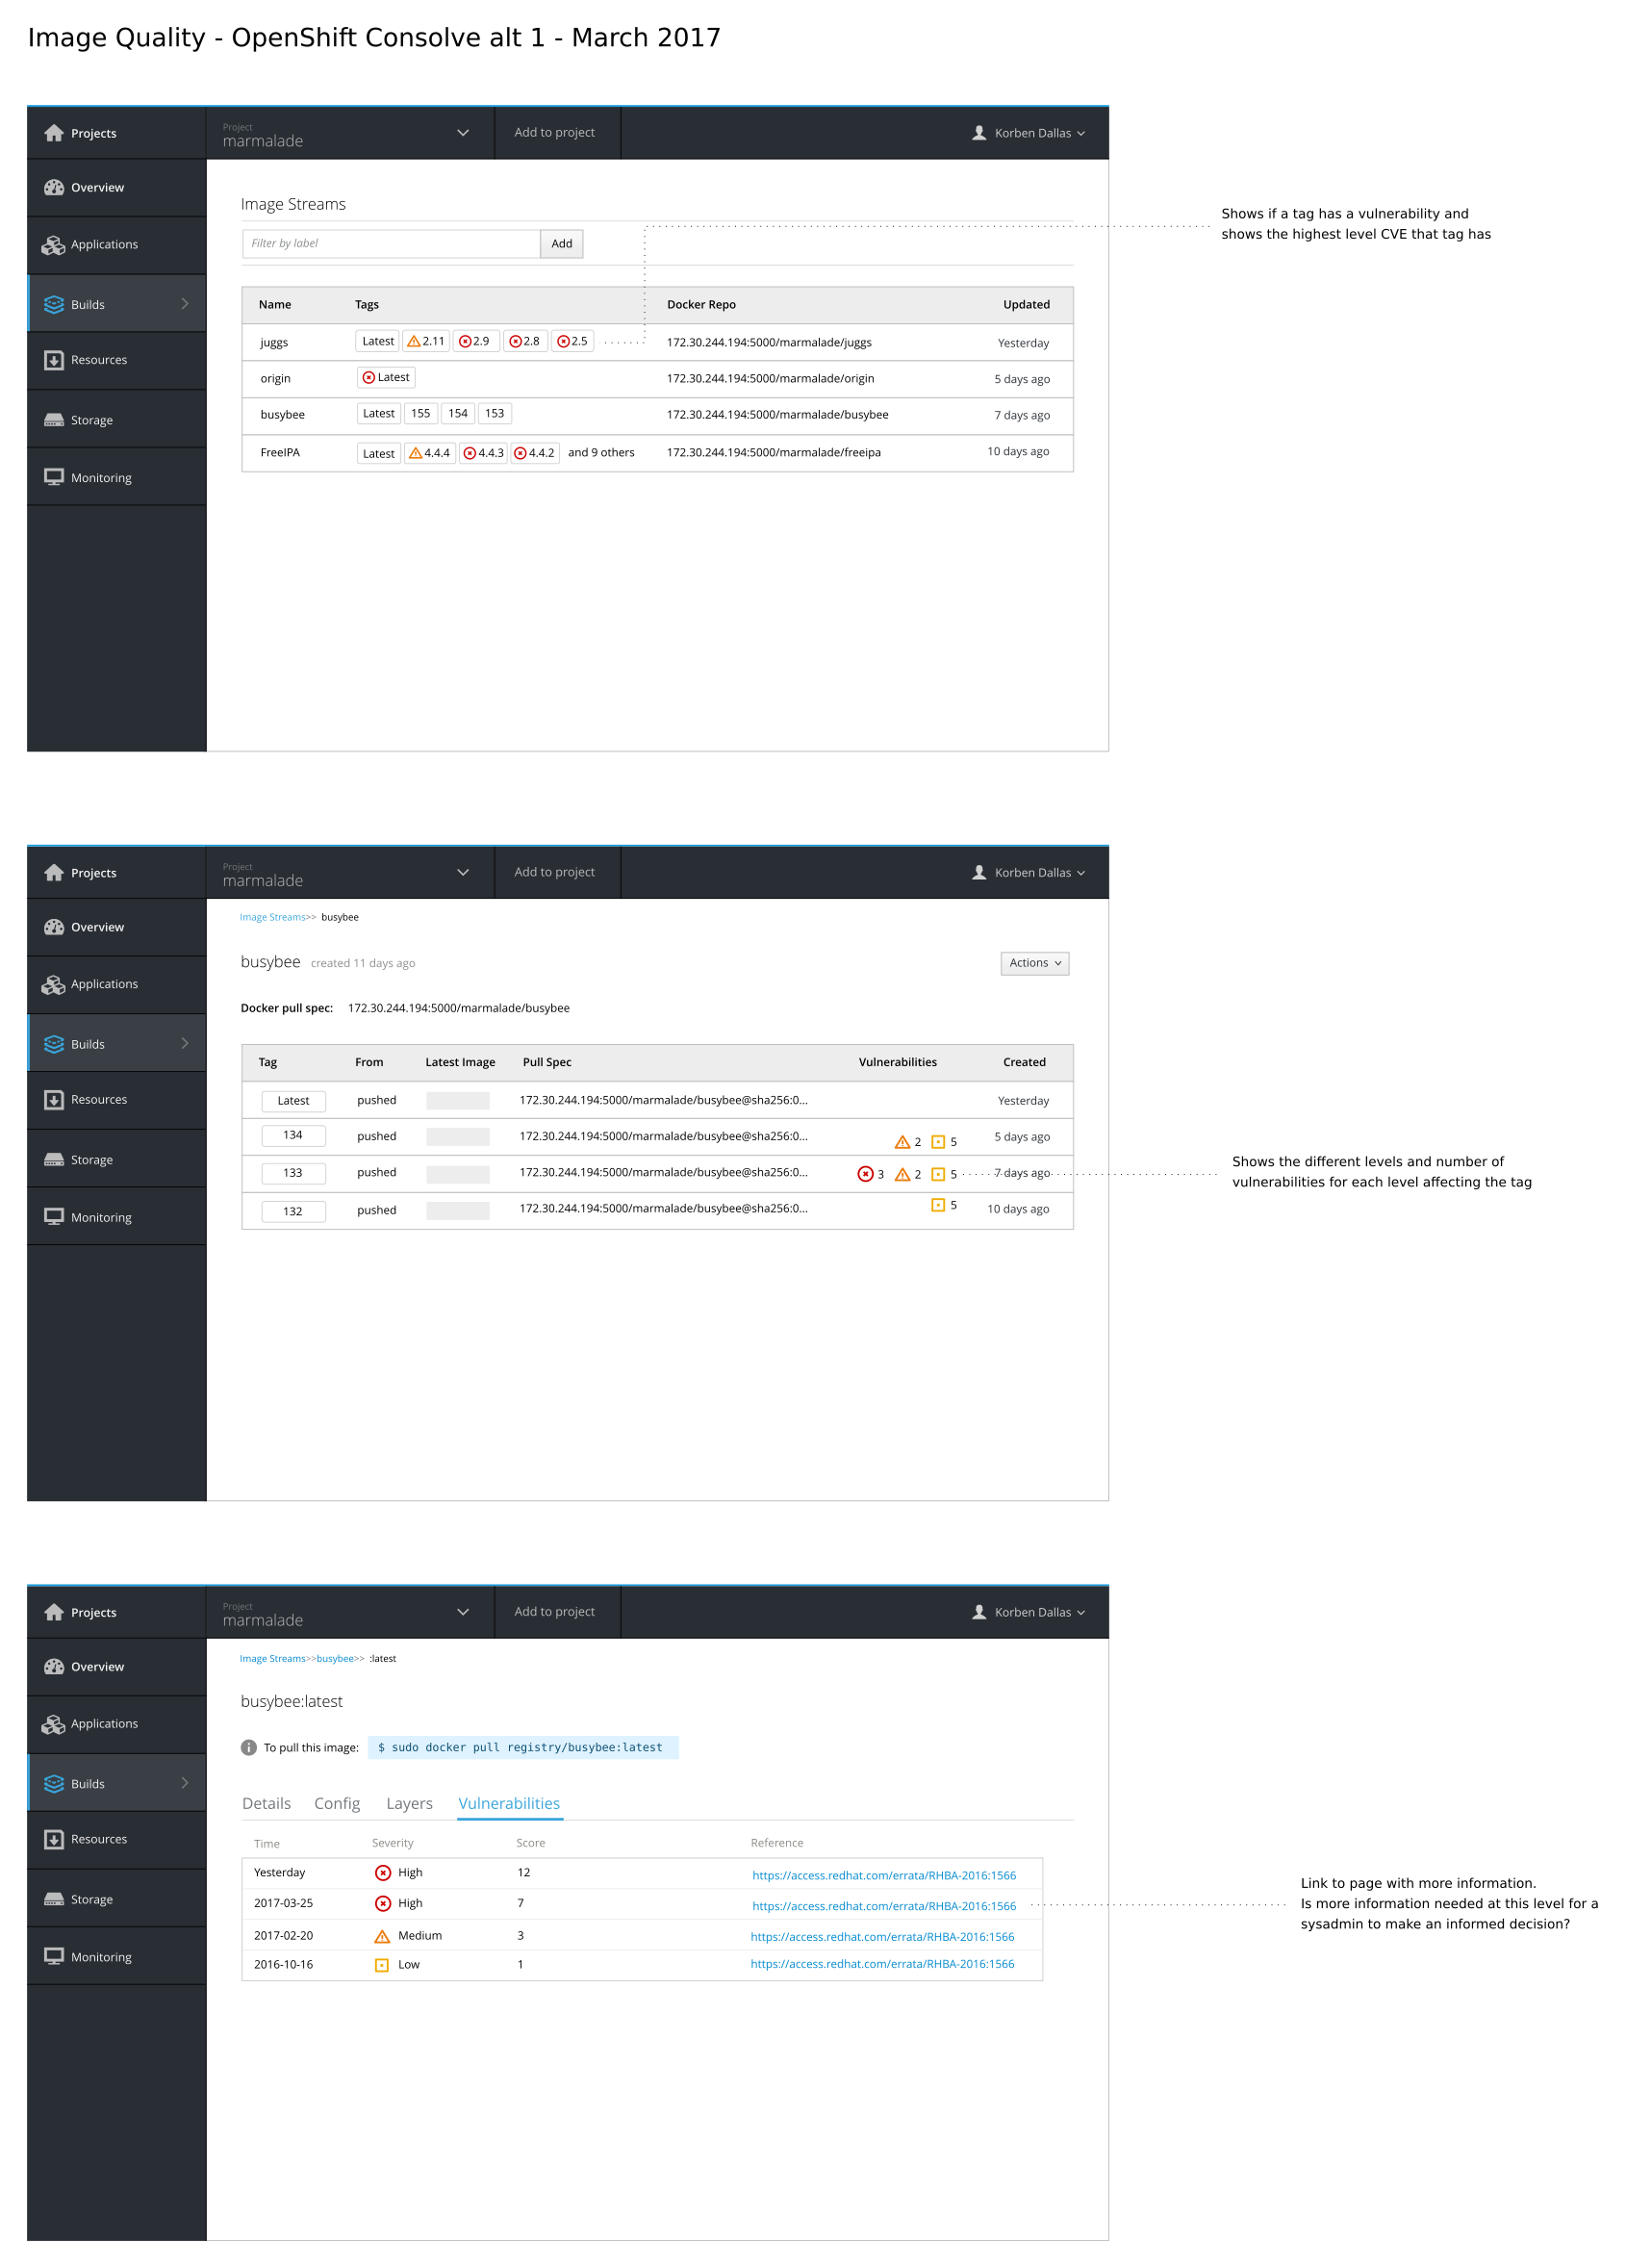 Image Quality - OpenShift Consolve alt 1 - March 2017
Projects
Project
marmalade
Add to project
Korben Dallas
Overview
Applications
Builds
Resources
Storage
Monitoring
Image Streams
Filter by label
Add
Shows if a tag has a vulnerability and
shows the highest level CVE that tag has
Name Tags Docker Repo Updated
juggs Latest 2.11 2.9 2.8 2.5 172.30.244.194:5000/marmalade/juggs Yesterday
origin Latest 172.30.244.194:5000/marmalade/origin 5 days ago
busybee Latest 155 154 153 172.30.244.194:5000/marmalade/busybee 7 days ago
FreeIPA Latest 4.4.4 4.4.3 4.4.2 and 9 others 172.30.244.194:5000/marmalade/freeipa 10 days ago
Projects
Project
marmalade
Add to project
Korben Dallas
Overview
Applications
Builds
Resources
Storage
Monitoring
Image Streams>> busybee
busybee created 11 days ago
Actions
Docker pull spec: 172.30.244.194:5000/marmalade/busybee
Tag From Latest Image Pull Spec Vulnerabilities Created
Latest pushed 172.30.244.194:5000/marmalade/busybee@sha256:0... Yesterday
134 pushed 172.30.244.194:5000/marmalade/busybee@sha256:0... 2 5 5 days ago
133 pushed 172.30.244.194:5000/marmalade/busybee@sha256:0... 3 2 5 7 days ago
132 pushed 172.30.244.194:5000/marmalade/busybee@sha256:0... 5 10 days ago
Shows the different levels and number of
vulnerabilities for each level affecting the tag
Projects
Project
marmalade
Add to project
Korben Dallas
Overview
Applications
Builds
Resources
Storage
Monitoring
Image Streams>>busybee>> :latest
busybee:latest
To pull this image: $ sudo docker pull registry/busybee:latest
Details Config Layers Vulnerabilities
Time Severity Score Reference
Yesterday High 12 https://access.redhat.com/errata/RHBA-2016:1566
2017-03-25 High 7 https://access.redhat.com/errata/RHBA-2016:1566
2017-02-20 Medium 3 https://access.redhat.com/errata/RHBA-2016:1566
2016-10-16 Low 1 https://access.redhat.com/errata/RHBA-2016:1566
Link to page with more information.
Is more information needed at this level for a
sysadmin to make an informed decision?